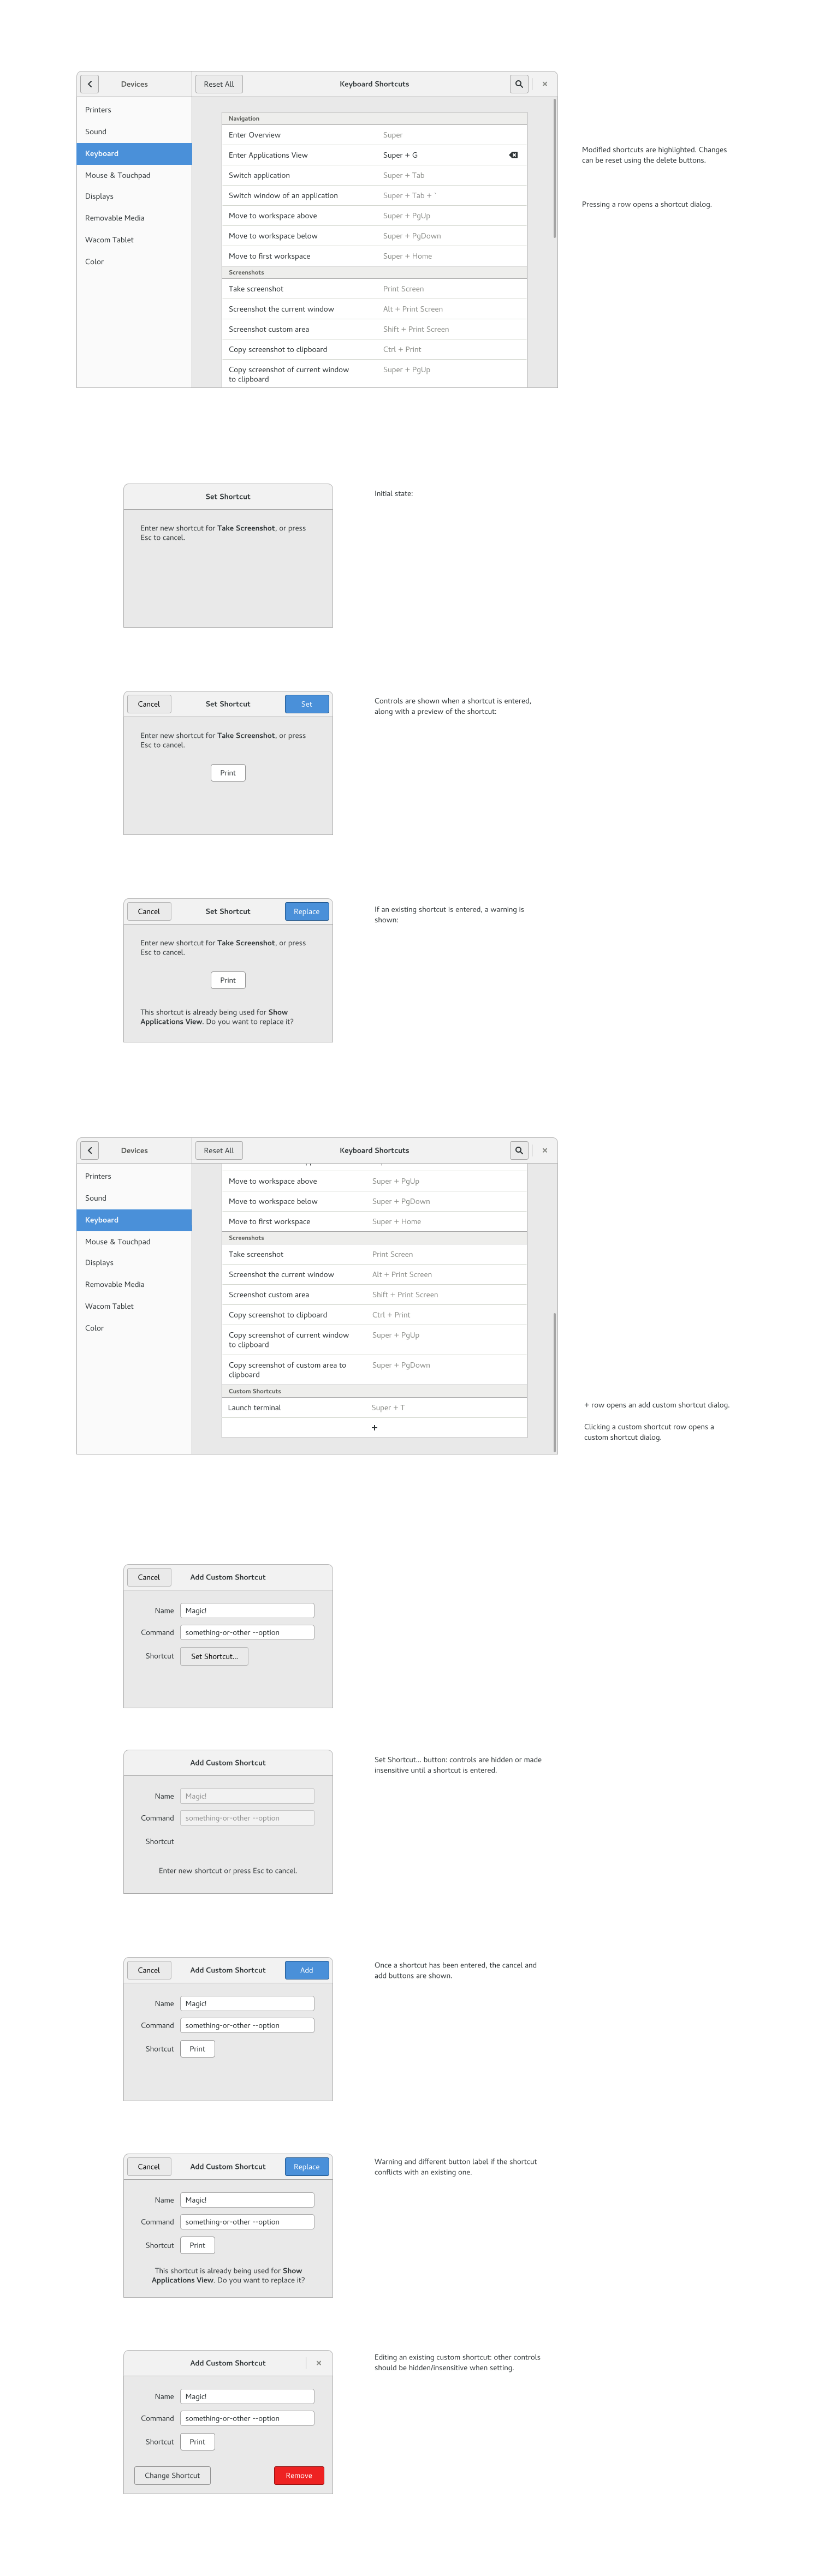 Devices
Reset All
Keyboard Shortcuts
Printers
Sound
Keyboard
Mouse & Touchpad
Displays
Removable Media
Wacom Tablet
Color
Navigation
Enter Overview Super
Enter Applications View Super + G
Switch application Super + Tab
Switch window of an application Super + Tab + `
Move to workspace above Super + PgUp
Move to workspace below Super + PgDown
Move to first workspace Super + Home
Screenshots
Take screenshot Print Screen
Screenshot the current window Alt + Print Screen
Screenshot custom area Shift + Print Screen
Copy screenshot to clipboard Ctrl + Print
Copy screenshot of current window Super + PgUp
to clipboard
Modified shortcuts are highlighted. Changes
can be reset using the delete buttons.
Pressing a row opens a shortcut dialog.
Set Shortcut
Enter new shortcut for Take Screenshot, or press
Esc to cancel.
Initial state:
Cancel Set Shortcut Set
Enter new shortcut for Take Screenshot, or press
Esc to cancel.
Print
Controls are shown when a shortcut is entered,
along with a preview of the shortcut:
Cancel Set Shortcut Replace
Enter new shortcut for Take Screenshot, or press
Esc to cancel.
Print
This shortcut is already being used for Show
Applications View. Do you want to replace it?
If an existing shortcut is entered, a warning is
shown:
Devices
Reset All
Keyboard Shortcuts
Printers
Sound
Keyboard
Mouse & Touchpad
Displays
Removable Media
Wacom Tablet
Color
Move to workspace above Super + PgUp
Move to workspace below Super + PgDown
Move to first workspace Super + Home
Screenshots
Take screenshot Print Screen
Screenshot the current window Alt + Print Screen
Screenshot custom area Shift + Print Screen
Copy screenshot to clipboard Ctrl + Print
Copy screenshot of current window Super + PgUp
to clipboard
Copy screenshot of custom area to Super + PgDown
clipboard
Custom Shortcuts
Launch terminal Super + T
+
+ row opens an add custom shortcut dialog.
Clicking a custom shortcut row opens a
custom shortcut dialog.
Cancel Add Custom Shortcut
Name Magic!
Command something-or-other --option
Shortcut Set Shortcut...
Add Custom Shortcut
Name Magic!
Command something-or-other --option
Shortcut
Enter new shortcut or press Esc to cancel.
Set Shortcut... button: controls are hidden or made
insensitive until a shortcut is entered.
Cancel Add Custom Shortcut Add
Name Magic!
Command something-or-other --option
Shortcut Print
Once a shortcut has been entered, the cancel and
add buttons are shown.
Cancel Add Custom Shortcut Replace
Name Magic!
Command something-or-other --option
Shortcut Print
This shortcut is already being used for Show
Applications View. Do you want to replace it?
Warning and different button label if the shortcut
conflicts with an existing one.
Add Custom Shortcut
Name Magic!
Command something-or-other --option
Shortcut Print
Change Shortcut Remove
Editing an existing custom shortcut: other controls
should be hidden/insensitive when setting.